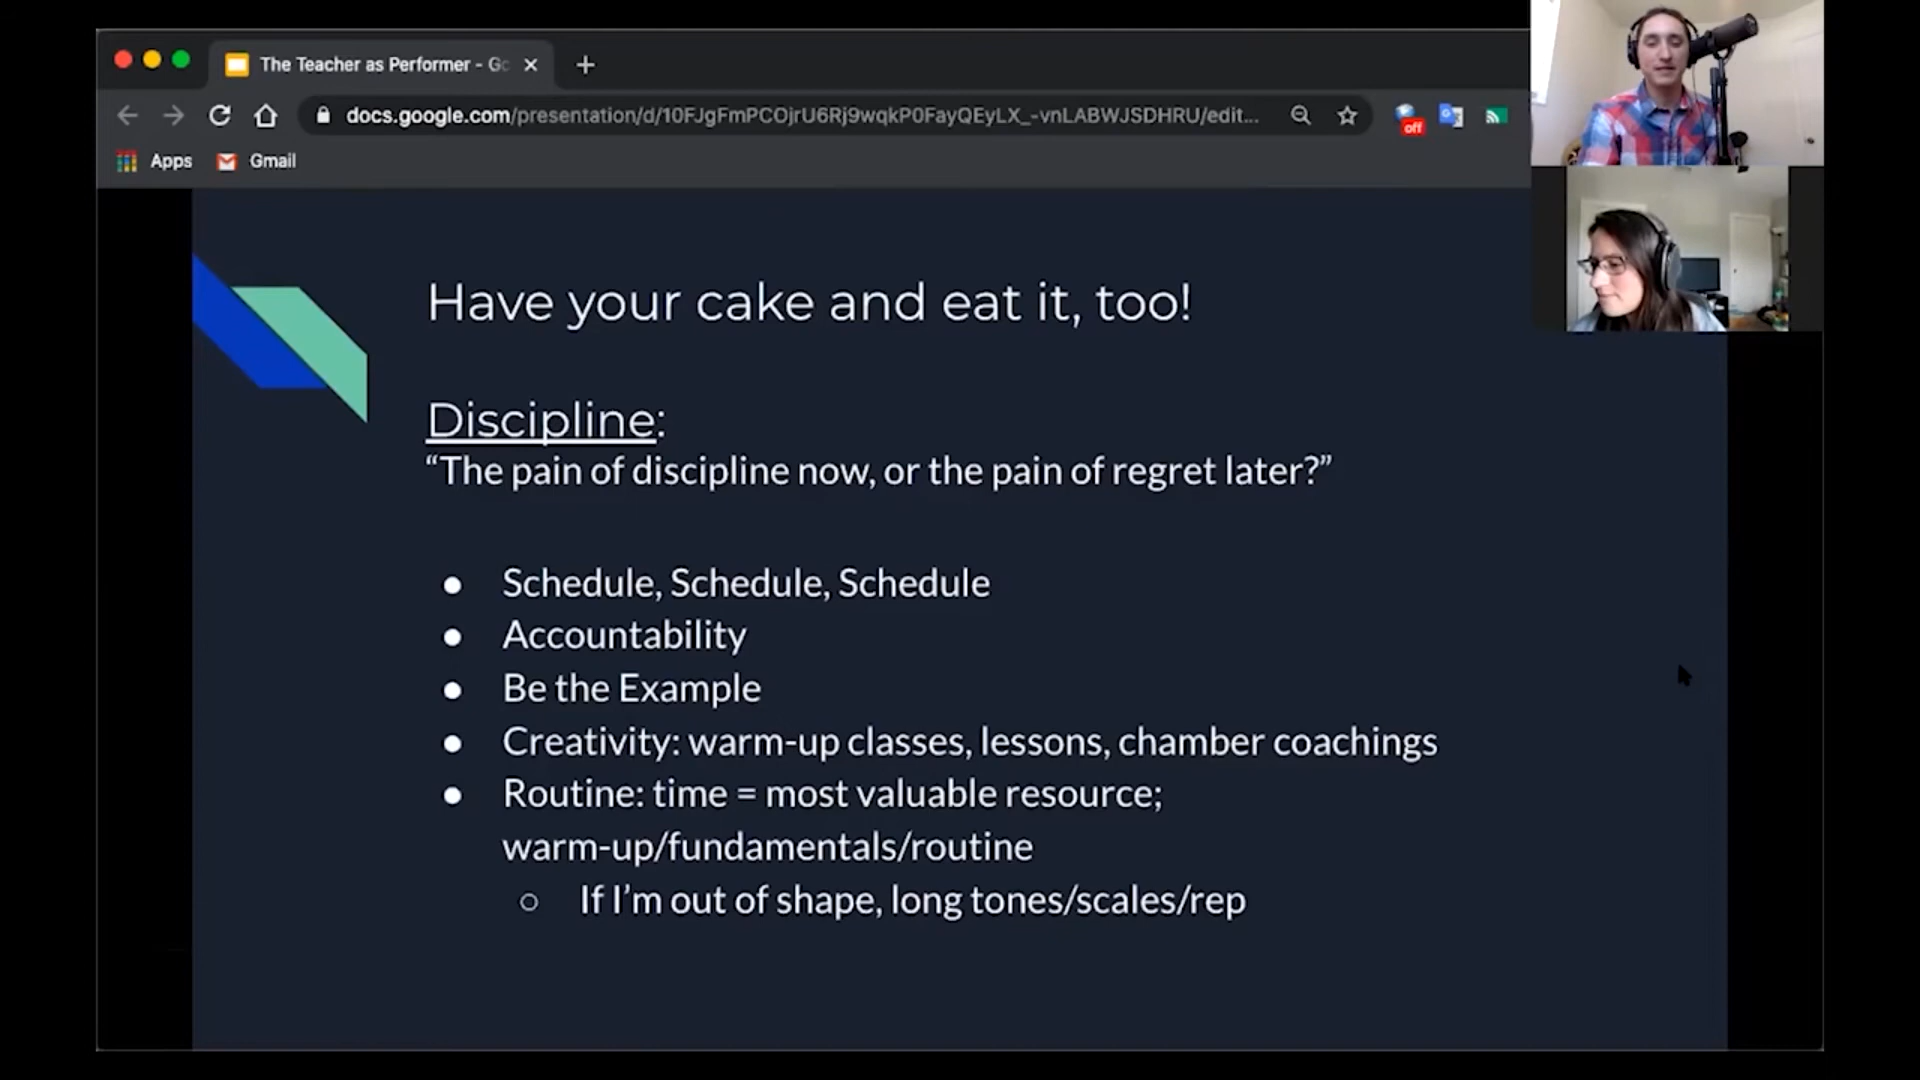 The Teacher as Performer - Go
docs.google.com/presentation/d/10FJgFmPCOjrU6Rj9wqkP0FayQEyLX_-vnLABWJSDHRU/edit...
off
Apps
Gmail
Have your cake and eat it, too!
Discipline:
“The pain of discipline now, or the pain of regret later?”
● Schedule, Schedule, Schedule
● Accountability
● Be the Example
● Creativity: warm-up classes, lessons, chamber coachings
● Routine: time = most valuable resource;
warm-up/fundamentals/routine
○ If I’m out of shape, long tones/scales/rep